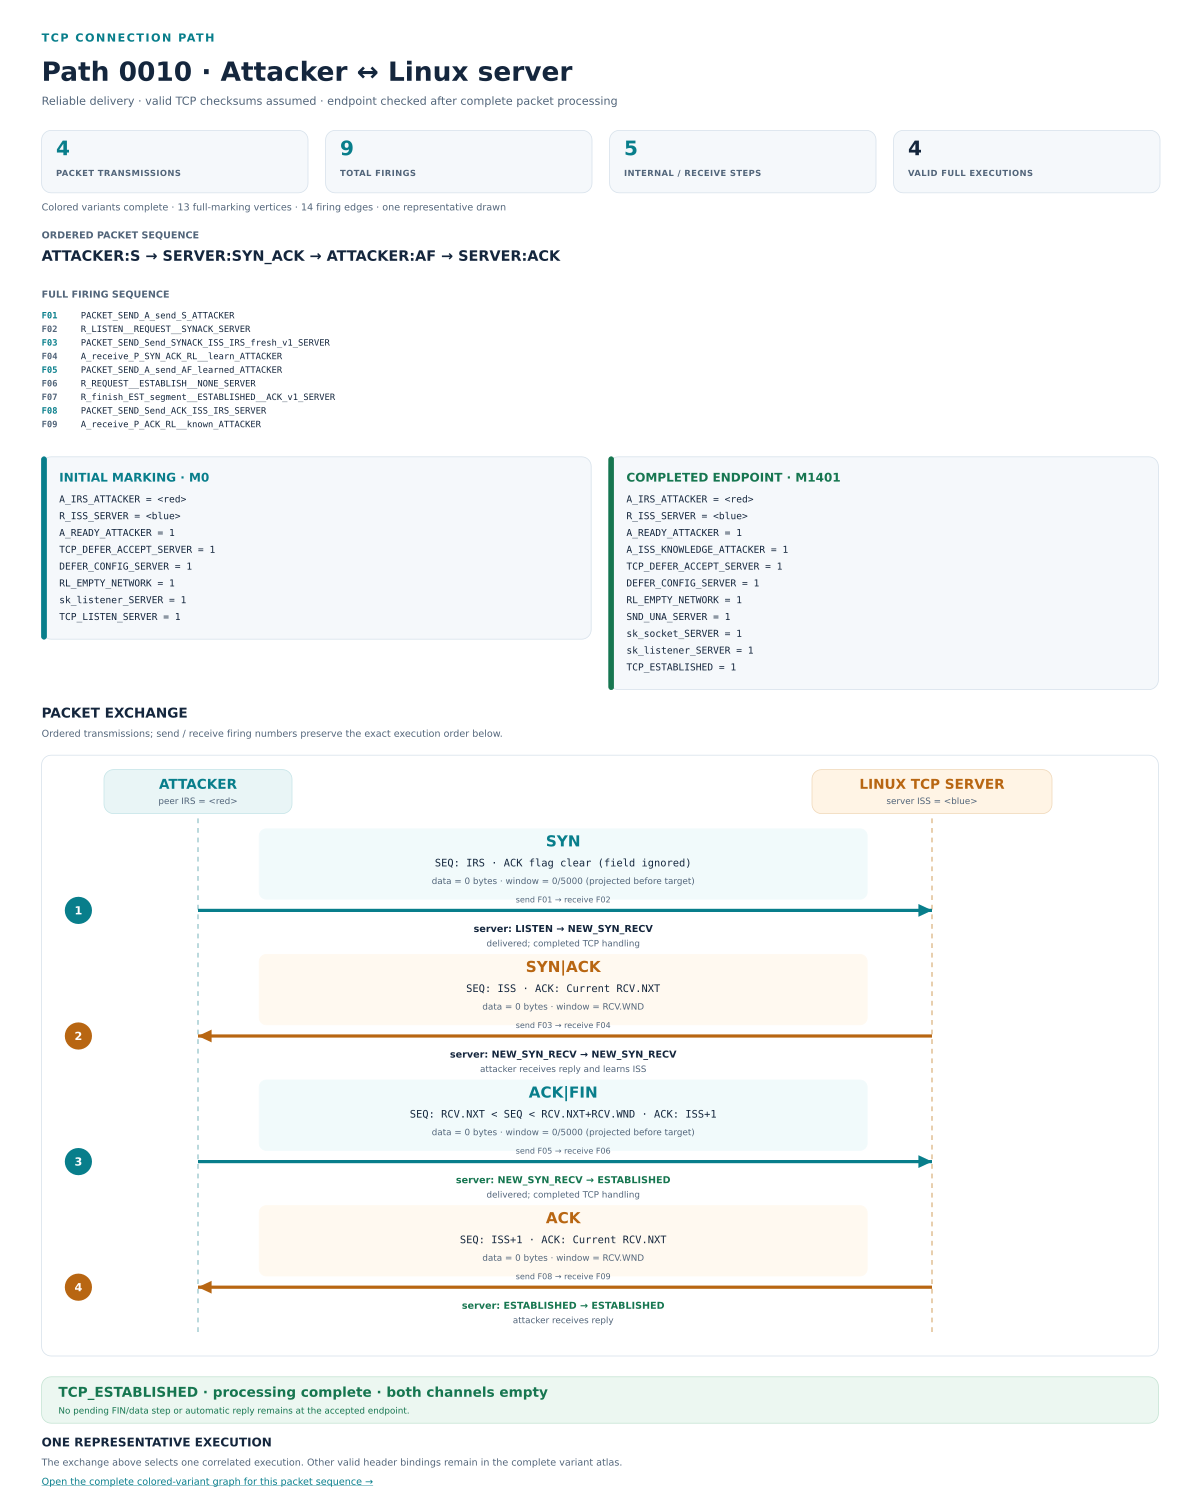 TCP CONNECTION PATH
Path 0010 · Attacker ↔ Linux server
Reliable delivery · valid TCP checksums assumed · endpoint checked after complete packet processing
4
PACKET TRANSMISSIONS
9
TOTAL FIRINGS
5
INTERNAL / RECEIVE STEPS
4
VALID FULL EXECUTIONS
Colored variants complete · 13 full-marking vertices · 14 firing edges · one representative drawn
ORDERED PACKET SEQUENCE
ATTACKER:S → SERVER:SYN_ACK → ATTACKER:AF → SERVER:ACK
FULL FIRING SEQUENCE
F01 PACKET_SEND_A_send_S_ATTACKER
F02 R_LISTEN__REQUEST__SYNACK_SERVER
F03 PACKET_SEND_Send_SYNACK_ISS_IRS_fresh_v1_SERVER
F04 A_receive_P_SYN_ACK_RL__learn_ATTACKER
F05 PACKET_SEND_A_send_AF_learned_ATTACKER
F06 R_REQUEST__ESTABLISH__NONE_SERVER
F07 R_finish_EST_segment__ESTABLISHED__ACK_v1_SERVER
F08 PACKET_SEND_Send_ACK_ISS_IRS_SERVER
F09 A_receive_P_ACK_RL__known_ATTACKER
INITIAL MARKING · M0
A_IRS_ATTACKER = <red>
R_ISS_SERVER = <blue>
A_READY_ATTACKER = 1
TCP_DEFER_ACCEPT_SERVER = 1
DEFER_CONFIG_SERVER = 1
RL_EMPTY_NETWORK = 1
sk_listener_SERVER = 1
TCP_LISTEN_SERVER = 1
COMPLETED ENDPOINT · M1401
A_IRS_ATTACKER = <red>
R_ISS_SERVER = <blue>
A_READY_ATTACKER = 1
A_ISS_KNOWLEDGE_ATTACKER = 1
TCP_DEFER_ACCEPT_SERVER = 1
DEFER_CONFIG_SERVER = 1
RL_EMPTY_NETWORK = 1
SND_UNA_SERVER = 1
sk_socket_SERVER = 1
sk_listener_SERVER = 1
TCP_ESTABLISHED = 1
PACKET EXCHANGE
Ordered transmissions; send / receive firing numbers preserve the exact execution order below.
ATTACKER
peer IRS = <red>
LINUX TCP SERVER
server ISS = <blue>
SYN
SEQ: IRS · ACK flag clear (field ignored)
data = 0 bytes · window = 0/5000 (projected before target)
send F01 → receive F02
1
server: LISTEN → NEW_SYN_RECV
delivered; completed TCP handling
SYN|ACK
SEQ: ISS · ACK: Current RCV.NXT
data = 0 bytes · window = RCV.WND
send F03 → receive F04
2
server: NEW_SYN_RECV → NEW_SYN_RECV
attacker receives reply and learns ISS
ACK|FIN
SEQ: RCV.NXT < SEQ < RCV.NXT+RCV.WND · ACK: ISS+1
data = 0 bytes · window = 0/5000 (projected before target)
send F05 → receive F06
3
server: NEW_SYN_RECV → ESTABLISHED
delivered; completed TCP handling
ACK
SEQ: ISS+1 · ACK: Current RCV.NXT
data = 0 bytes · window = RCV.WND
send F08 → receive F09
4
server: ESTABLISHED → ESTABLISHED
attacker receives reply
TCP_ESTABLISHED · processing complete · both channels empty
No pending FIN/data step or automatic reply remains at the accepted endpoint.
ONE REPRESENTATIVE EXECUTION
The exchange above selects one correlated execution. Other valid header bindings remain in the complete variant atlas.
Open the complete colored-variant graph for this packet sequence →